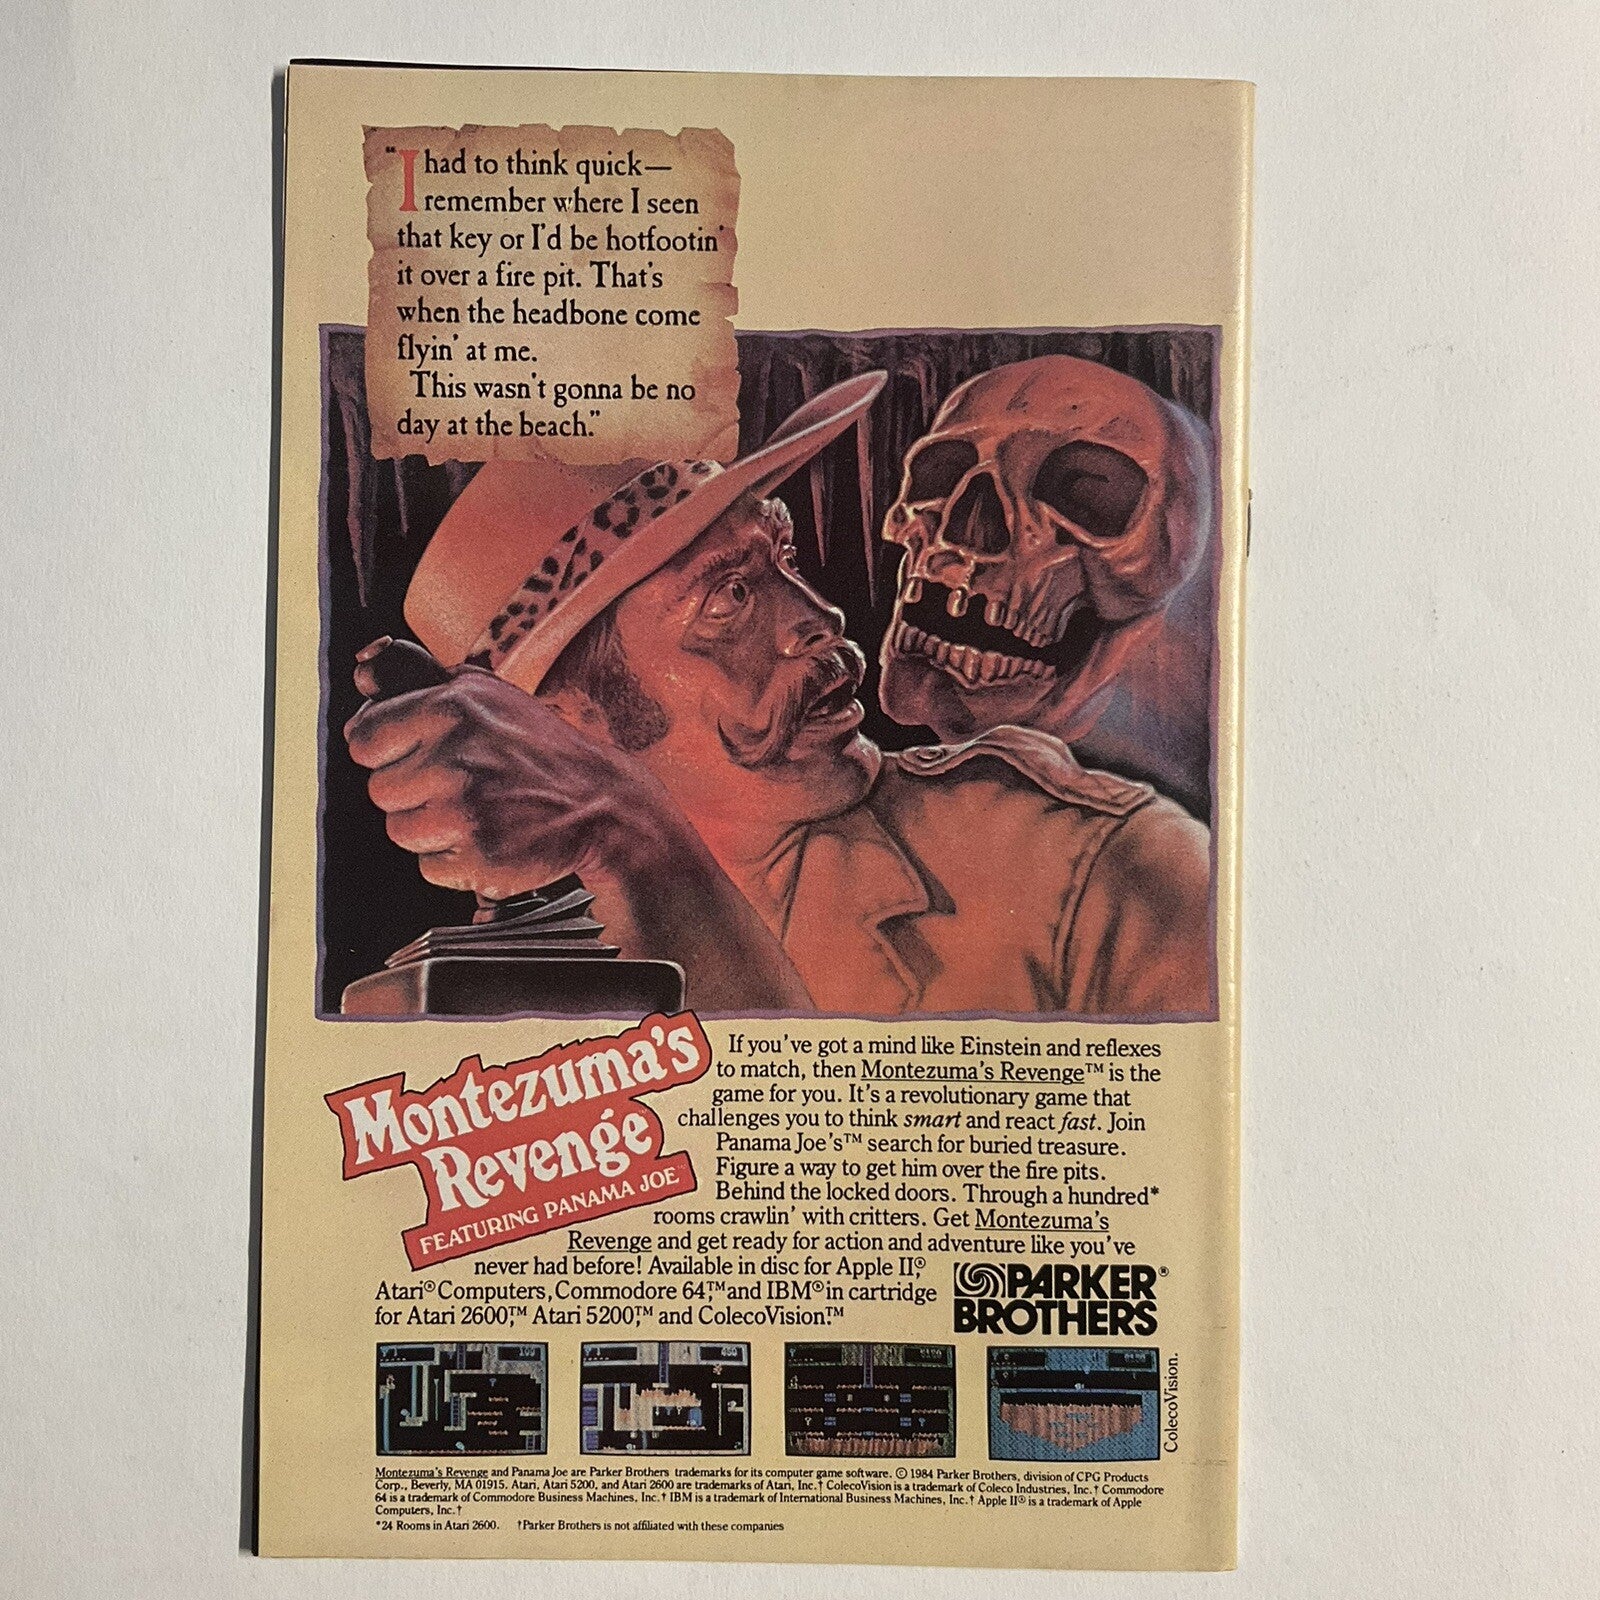 "I had to think quick—
remember where I seen
that key or I'd be hotfootin'
it over a fire pit. That's
when the headbone come
flyin' at me.
This wasn't gonna be no
day at the beach."
Montezuma's
Revenge™
FEATURING PANAMA JOE™
If you've got a mind like Einstein and reflexes
to match, then Montezuma's Revenge™ is the
game for you. It's a revolutionary game that
challenges you to think smart and react fast. Join
Panama Joe's™ search for buried treasure.
Figure a way to get him over the fire pits.
Behind the locked doors. Through a hundred*
rooms crawlin' with critters. Get Montezuma's
Revenge and get ready for action and adventure like you've
never had before! Available in disc for Apple II,®
Atari® Computers, Commodore 64,™ and IBM® in cartridge
for Atari 2600,™ Atari 5200,™ and ColecoVision.™
PARKER®
BROTHERS
ColecoVision.
Montezuma's Revenge and Panama Joe are Parker Brothers trademarks for its computer game software. © 1984 Parker Brothers, division of CPG Products
Corp., Beverly, MA 01915. Atari, Atari 5200, and Atari 2600 are trademarks of Atari, Inc.† ColecoVision is a trademark of Coleco Industries, Inc.† Commodore
64 is a trademark of Commodore Business Machines, Inc.† IBM is a trademark of International Business Machines, Inc.† Apple II® is a trademark of Apple
Computers, Inc.†
*24 Rooms in Atari 2600. †Parker Brothers is not affiliated with these companies